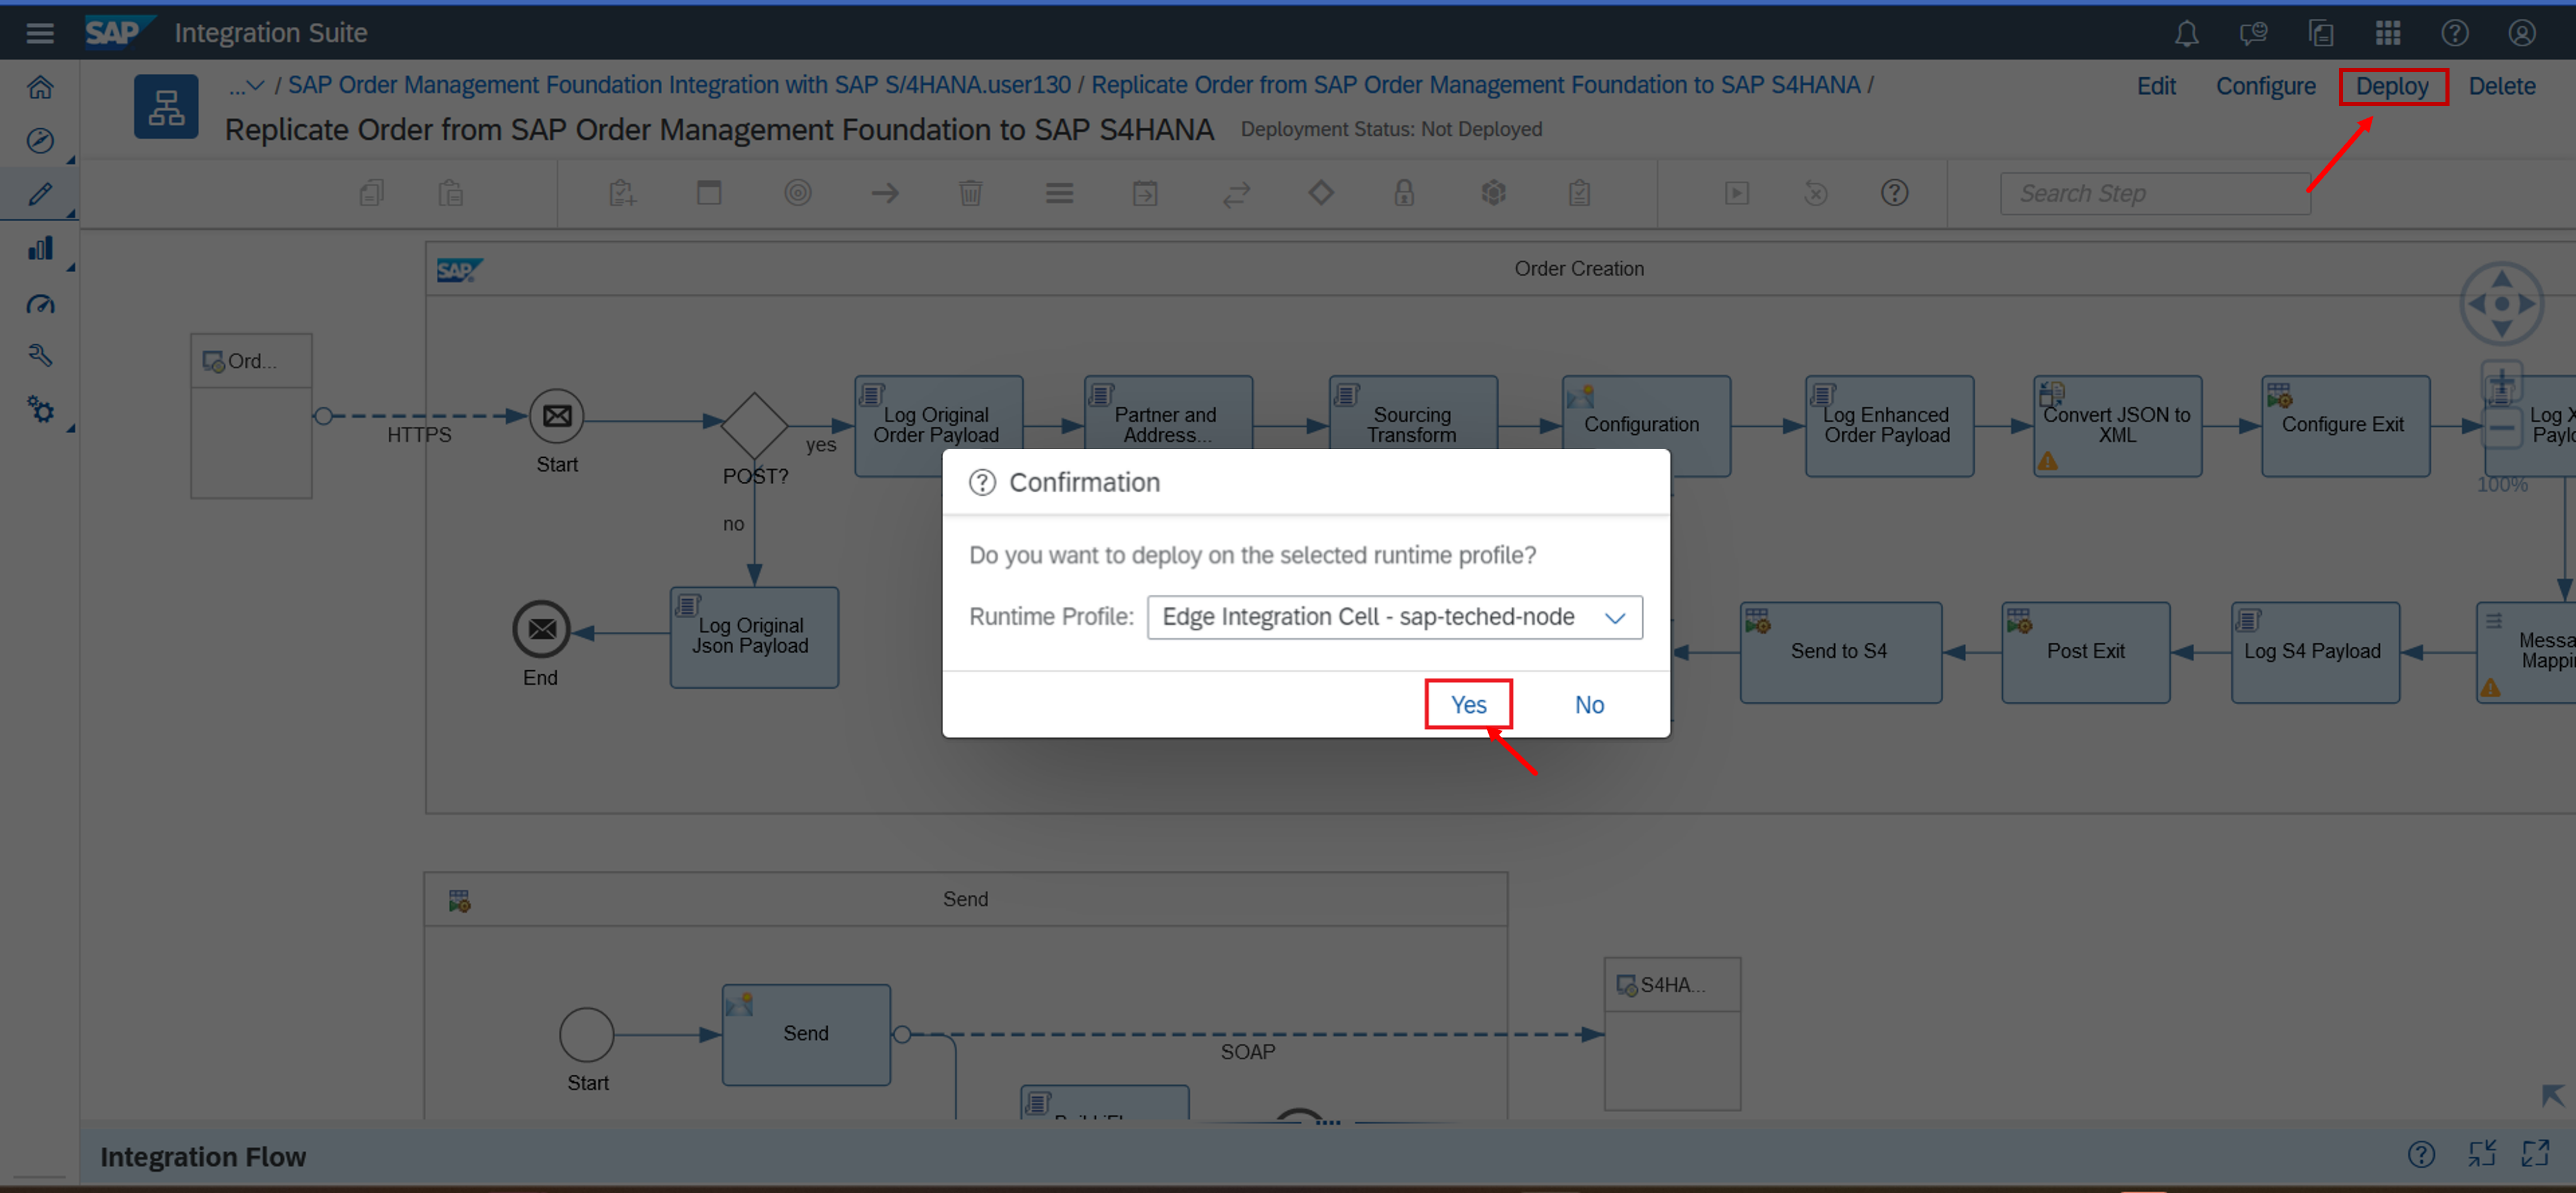 SAP Integration Suite
... / SAP Order Management Foundation Integration with SAP S/4HANA.user130 / Replicate Order from SAP Order Management Foundation to SAP S4HANA /
Edit Configure Deploy Delete
Replicate Order from SAP Order Management Foundation to SAP S4HANA Deployment Status: Not Deployed
Search Step
SAP
Order Creation
Ord...
HTTPS
Start
POST?
yes
no
Log Original
Order Payload
Partner and
Address...
Sourcing
Transform
Configuration
Log Enhanced
Order Payload
Convert JSON to
XML
Configure Exit
Log X
100%
Confirmation
Do you want to deploy on the selected runtime profile?
Runtime Profile: Edge Integration Cell - sap-teched-node
Yes No
End
Log Original
Json Payload
Send to S4
Post Exit
Log S4 Payload
Messa
Mappi
Send
Start
Send
SOAP
S4HA...
Integration Flow